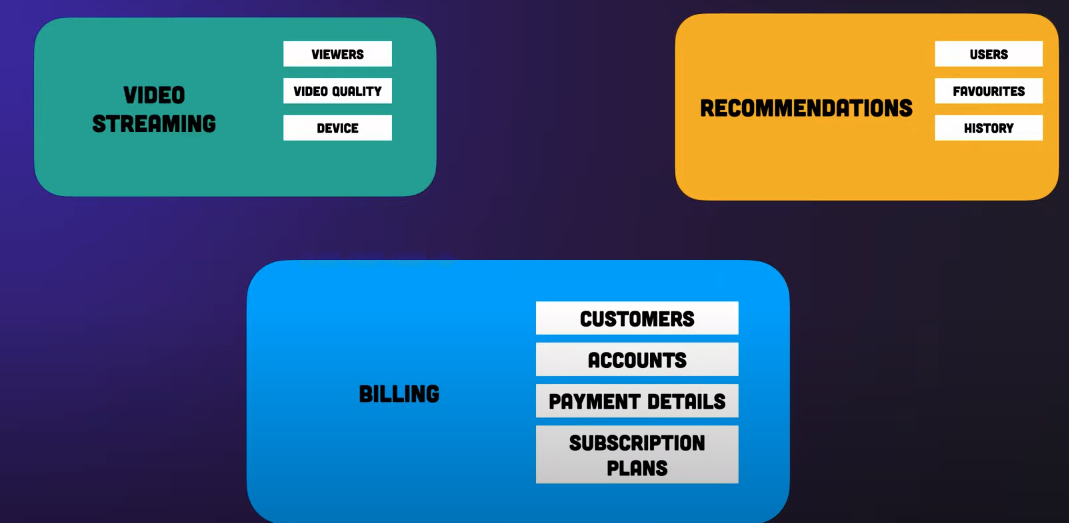 VIDEO
STREAMING
VIEWERS
VIDEO QUALITY
DEVICE
RECOMMENDATIONS
USERS
FAVOURITES
HISTORY
BILLING
CUSTOMERS
ACCOUNTS
PAYMENT DETAILS
SUBSCRIPTION
PLANS